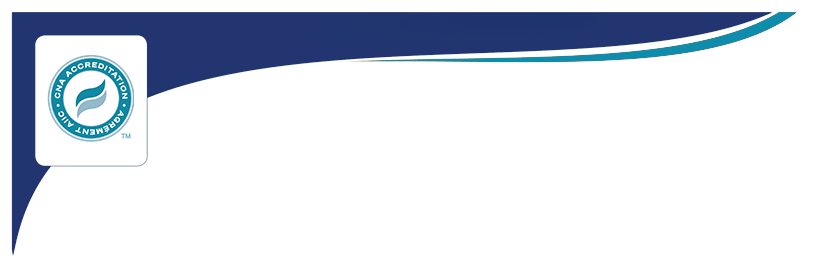 CNA ACCREDITATION • AGRÉMENT AIIC •
TM